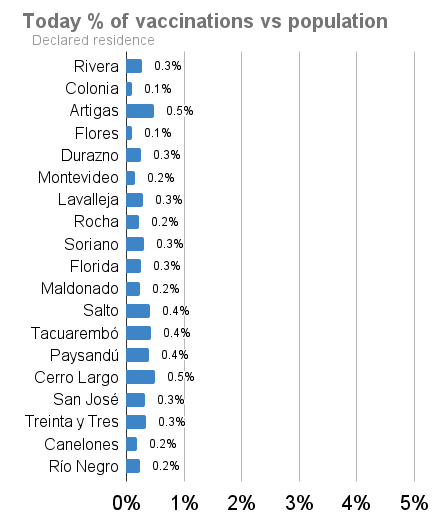 Today % of vaccinations vs population
Declared residence
Rivera 0.3%
Colonia 0.1%
Artigas 0.5%
Flores 0.1%
Durazno 0.3%
Montevideo 0.2%
Lavalleja 0.3%
Rocha 0.2%
Soriano 0.3%
Florida 0.3%
Maldonado 0.2%
Salto 0.4%
Tacuarembó 0.4%
Paysandú 0.4%
Cerro Largo 0.5%
San José 0.3%
Treinta y Tres 0.3%
Canelones 0.2%
Río Negro 0.2%
0% 1% 2% 3% 4% 5%